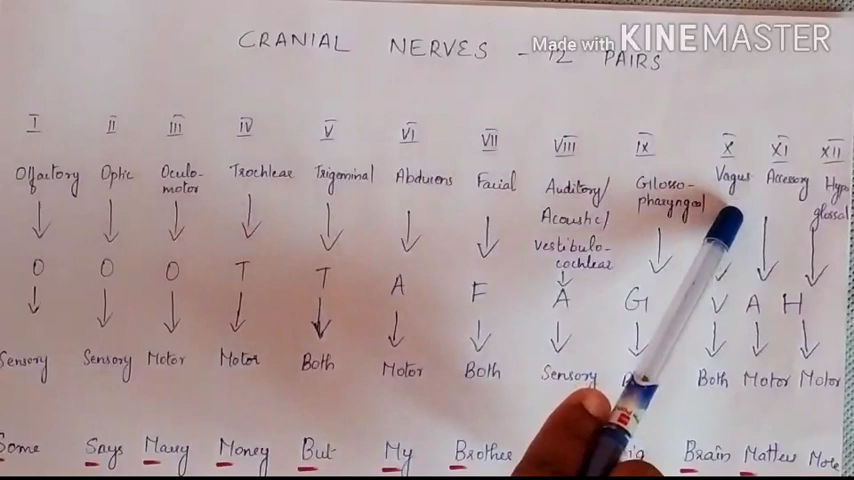 CRANIAL NERVES - 12 PAIRS
Made with KINEMASTER
I II III IV V VI VII VIII IX X XI XII
Olfactory Optic Oculo- Trochlear Trigeminal Abducens Facial Auditory/ Glosso- Vagus Accessory Hypo
motor Acoustic/ pharyngeal glossal
Vestibulo-
cochlear
O O O T T A F A G V A H
Sensory Sensory Motor Motor Both Motor Both Sensory Both Motor Motor
Some Says Marry Money But My Brother Brain Matters More